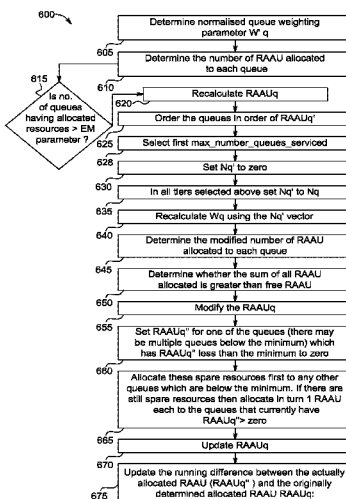 600
Determine normalised queue weighting
parameter W' q
605
Determine the number of RAAU allocated
to each queue
610
615
Is no.
of queues
having allocated
resources > EM
parameter ?
Recalculate RAAUq
620
Order the queues in order of RAAUq'
625
Select first max_number_queues_serviced
628
Set Nq' to zero
630
In all tiers selected above set Nq' to Nq
635
Recalculate Wq using the Nq' vector
640
Determine the modified number of RAAU
allocated to each queue
645
Determine whether the sum of all RAAU
allocated is greater than free RAAU
650
Modify the RAAUq
655
Set RAAUq" for one of the queues (there may
be multiple queues below the minimum) which
has RAAUq" less than the minimum to zero
660
Allocate these spare resources first to any other
queues which are below the minimum. If there are
still spare resources then allocate in turn 1 RAAU
each to the queues that currently have
RAAUq"> zero
665
Update RAAUq
670
Update the running difference between the actually
allocated RAAU (RAAUq" ) and the originally
determined allocated RAAU RAAUq:
675